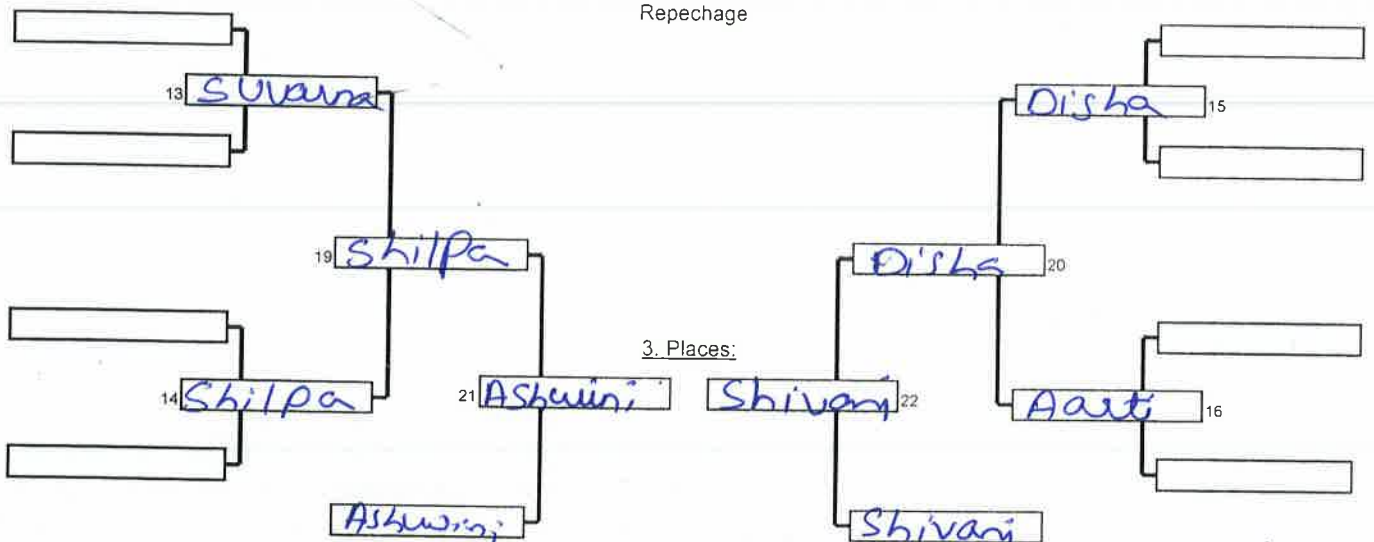 Repechage
13 Suvarna
Disha 15
19 Shilpa
Disha 20
3. Places:
14 Shilpa
21 Ashwini
Shivani 22
Aarti 16
Ashwini
Shivani